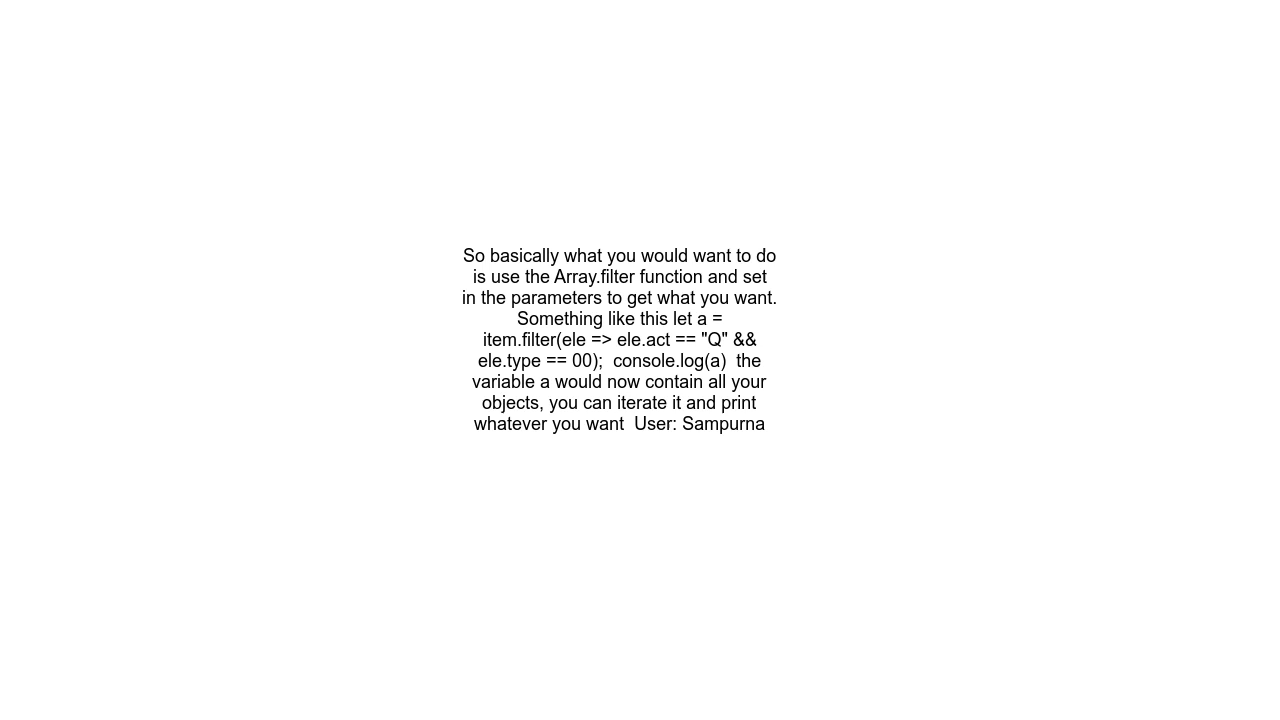 So basically what you would want to do
is use the Array.filter function and set
in the parameters to get what you want.
Something like this let a =
item.filter(ele => ele.act == "Q" &&
ele.type == 00);  console.log(a)  the
variable a would now contain all your
objects, you can iterate it and print
whatever you want  User: Sampurna